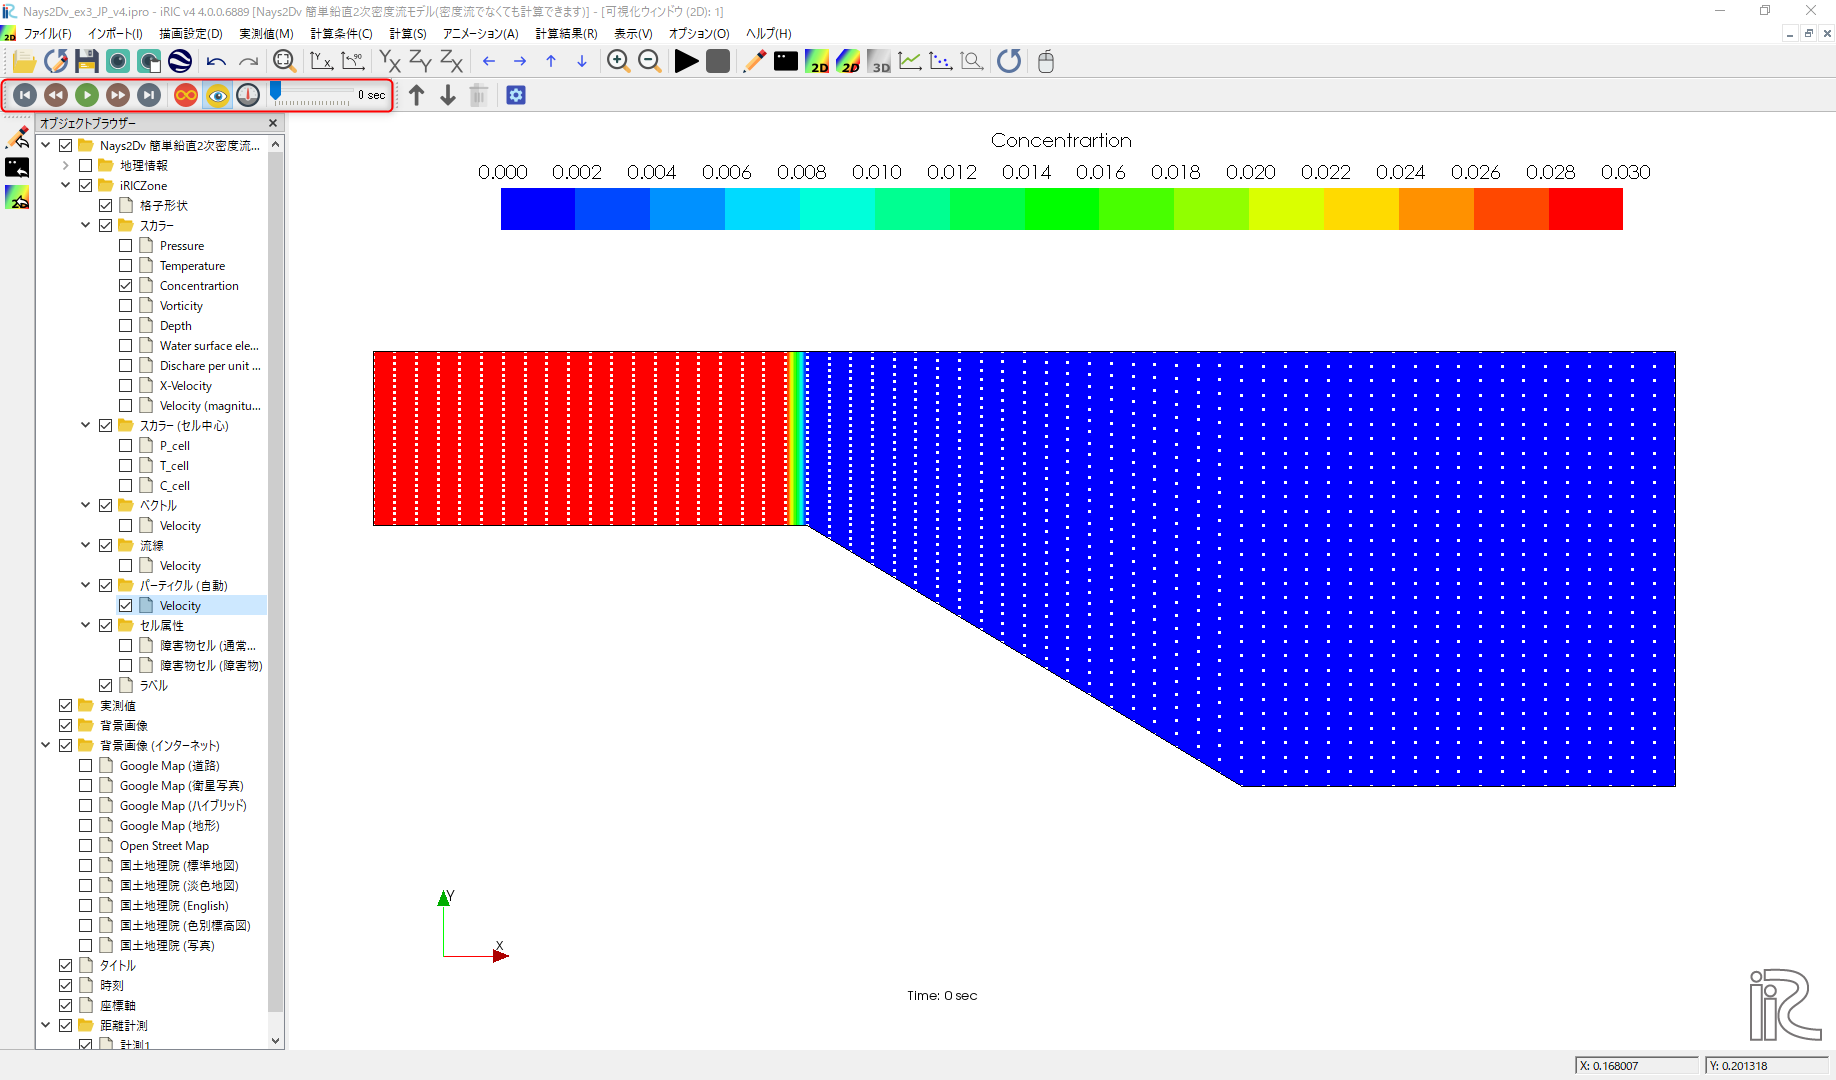 Nays2Dv_ex3_JP_v4.ipro - iRIC v4 4.0.0.6889 [Nays2Dv 簡単鉛直2次密度流モデル(密度流でなくても計算できます)] - [可視化ウィンドウ (2D): 1]
ファイル(F) インポート(I) 描画設定(D) 実測値(M) 計算条件(C) 計算(S) アニメーション(A) 計算結果(R) 表示(V) オプション(O) ヘルプ(H)
0 sec
オブジェクトブラウザー
Nays2Dv 簡単鉛直2次密度流...
地理情報
iRICZone
格子形状
スカラー
Pressure
Temperature
Concentrartion
Vorticity
Depth
Water surface ele...
Dischare per unit ...
X-Velocity
Velocity (magnitu...
スカラー (セル中心)
P_cell
T_cell
C_cell
ベクトル
Velocity
流線
Velocity
パーティクル (自動)
Velocity
セル属性
障害物セル (通常...
障害物セル (障害物)
ラベル
実測値
背景画像
背景画像 (インターネット)
Google Map (道路)
Google Map (衛星写真)
Google Map (ハイブリッド)
Google Map (地形)
Open Street Map
国土地理院 (標準地図)
国土地理院 (淡色地図)
国土地理院 (English)
国土地理院 (色別標高図)
国土地理院 (写真)
タイトル
時刻
座標軸
距離計測
計測1
Concentrartion
0.000 0.002 0.004 0.006 0.008 0.010 0.012 0.014 0.016 0.018 0.020 0.022 0.024 0.026 0.028 0.030
Y
X
Time: 0 sec
iRIC
X: 0.168007
Y: 0.201318